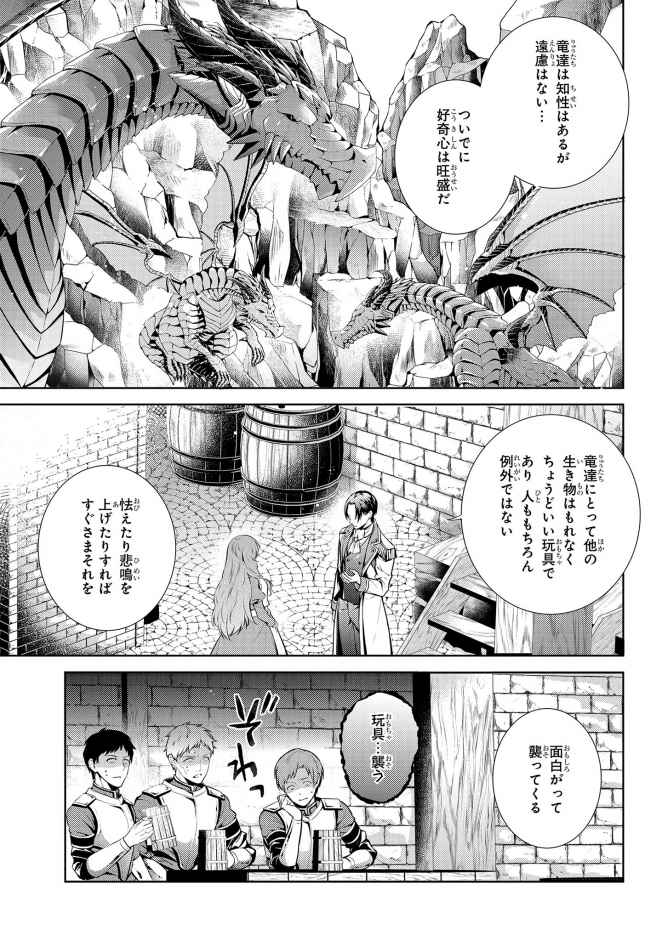 竜達は知性はあるが
遠慮はない…
ついでに
好奇心は旺盛だ
竜達にとって他の
生き物はもれなく
ちょうどいい玩具で
あり 人ももちろん
例外ではない
怯えたり悲鳴を
上げたりすれば
すぐさまそれを
面白がって
襲ってくる
玩具…襲う
ぞぞ